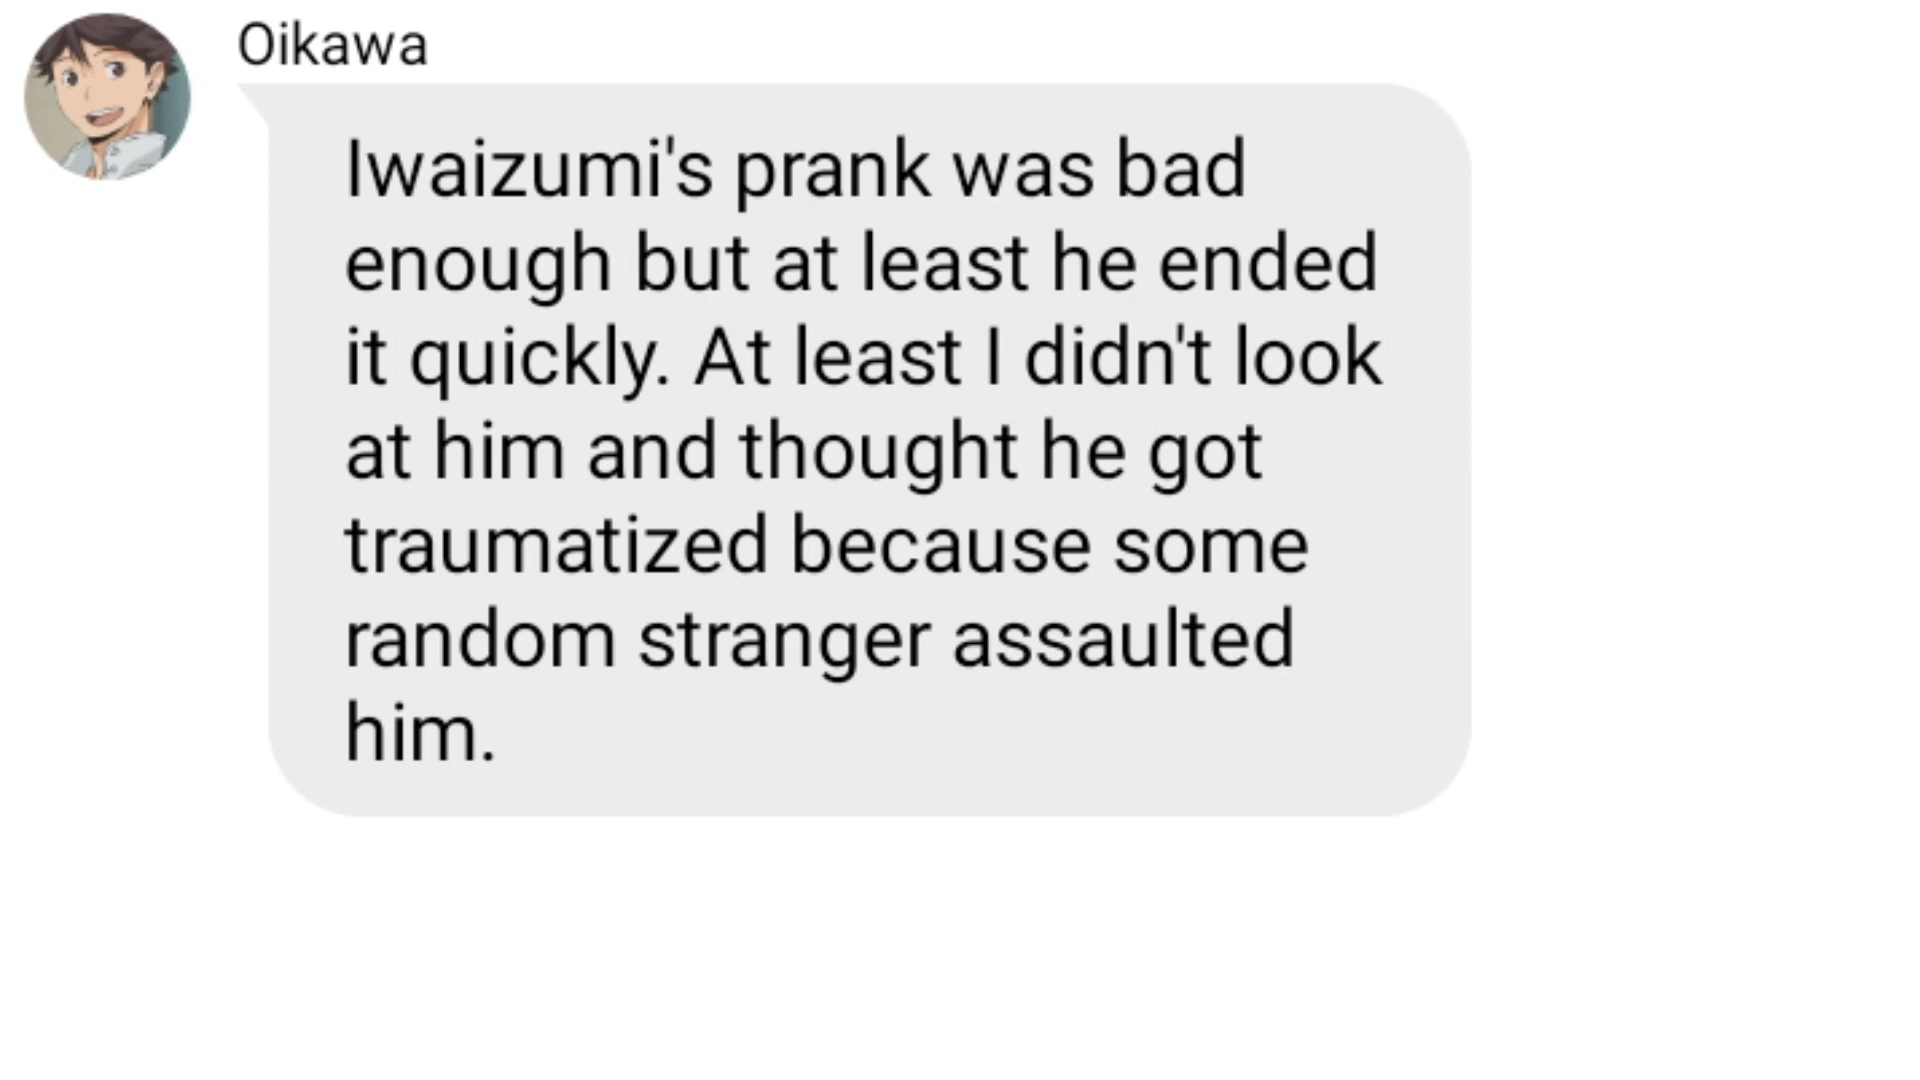 Oikawa
Iwaizumi's prank was bad
enough but at least he ended
it quickly. At least I didn't look
at him and thought he got
traumatized because some
random stranger assaulted
him.